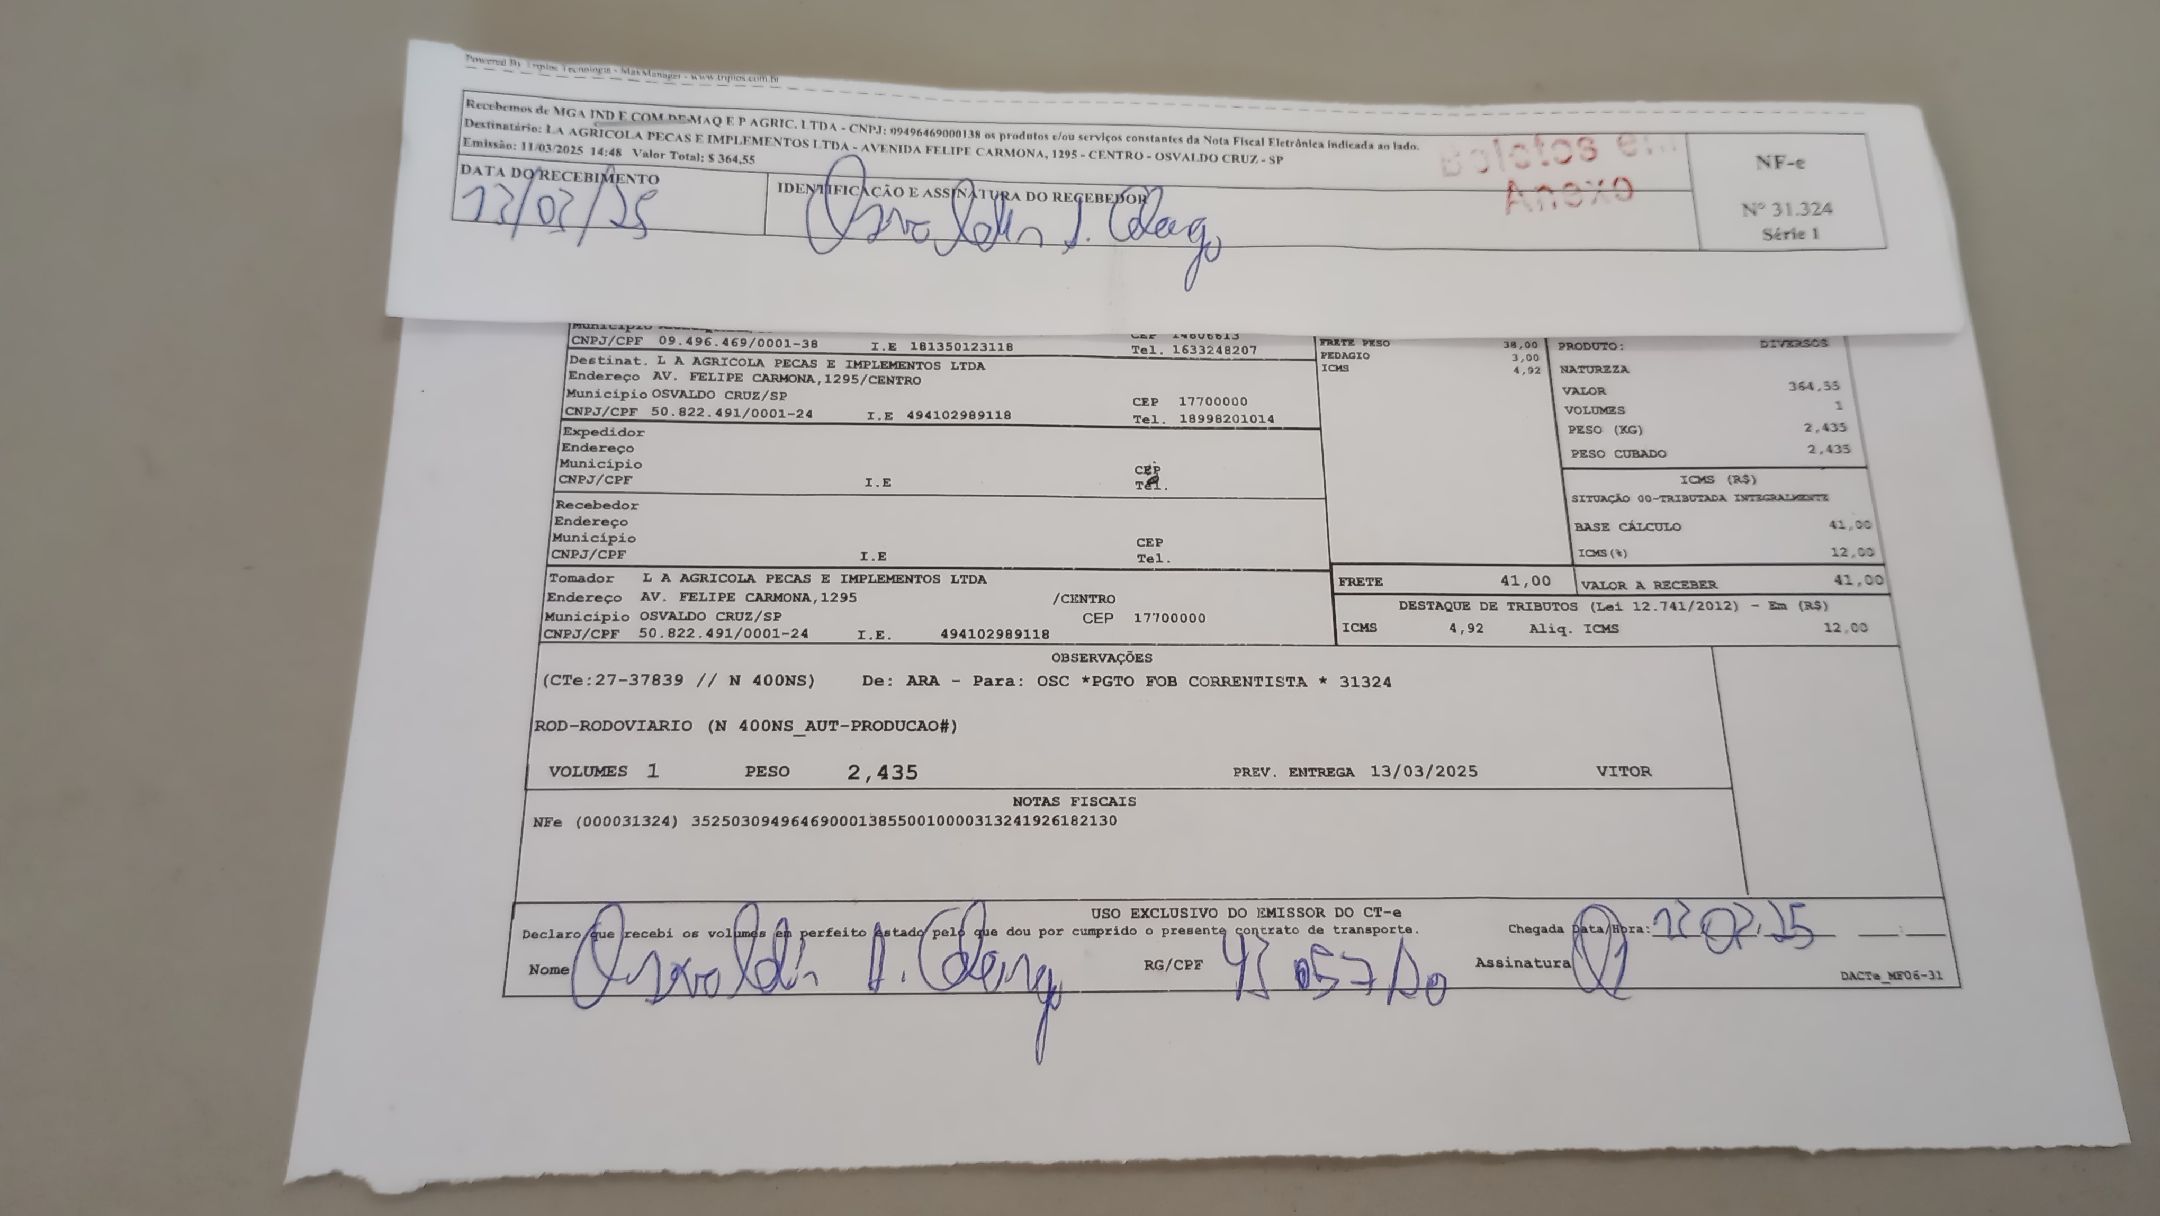 Powered By Triplos Tecnologia - MaxManager - www.triplos.com.br
Recebemos de MGA IND E COM DE MAQ E P AGRIC. LTDA - CNPJ: 09496469000138 os produtos e/ou serviços constantes da Nota Fiscal Eletrônica indicada ao lado.
Destinatário: LA AGRICOLA PECAS E IMPLEMENTOS LTDA - AVENIDA FELIPE CARMONA, 1295 - CENTRO - OSVALDO CRUZ - SP
Emissão: 11/03/2025 14:48 Valor Total: $ 364,55
Boletos em
Anexo
NF-e
Nº 31.324
Série 1
DATA DO RECEBIMENTO
IDENTIFICAÇÃO E ASSINATURA DO RECEBEDOR
Município CEP 14806613
CNPJ/CPF 09.496.469/0001-38 I.E 181350123118 Tel. 1633248207
Destinat. L A AGRICOLA PECAS E IMPLEMENTOS LTDA
Endereço AV. FELIPE CARMONA,1295/CENTRO
Município OSVALDO CRUZ/SP CEP 17700000
CNPJ/CPF 50.822.491/0001-24 I.E 494102989118 Tel. 18998201014
Expedidor
Endereço
Município CEP
CNPJ/CPF I.E Tel.
Recebedor
Endereço
Município CEP
CNPJ/CPF I.E Tel.
Tomador L A AGRICOLA PECAS E IMPLEMENTOS LTDA
Endereço AV. FELIPE CARMONA,1295 /CENTRO
Município OSVALDO CRUZ/SP CEP 17700000
CNPJ/CPF 50.822.491/0001-24 I.E. 494102989118
FRETE PESO 38,00
PEDAGIO 3,00
ICMS 4,92
PRODUTO: DIVERSOS
NATUREZA
VALOR 364,55
VOLUMES 1
PESO (KG) 2,435
PESO CUBADO 2,435
ICMS (R$)
SITUAÇÃO 00-TRIBUTADA INTEGRALMENTE
BASE CÁLCULO 41,00
ICMS(%) 12,00
FRETE 41,00 VALOR A RECEBER 41,00
DESTAQUE DE TRIBUTOS (Lei 12.741/2012) - Em (R$)
ICMS 4,92 Aliq. ICMS 12,00
OBSERVAÇÕES
(CTe:27-37839 // N 400NS) De: ARA - Para: OSC *PGTO FOB CORRENTISTA * 31324
ROD-RODOVIARIO (N 400NS_AUT-PRODUCAO#)
VOLUMES 1 PESO 2,435 PREV. ENTREGA 13/03/2025 VITOR
NOTAS FISCAIS
NFe (000031324) 35250309496469000138550010000313241926182130
USO EXCLUSIVO DO EMISSOR DO CT-e
Declaro que recebi os volumes em perfeito estado pelo que dou por cumprido o presente contrato de transporte. Chegada Data/Hora:
Nome RG/CPF Assinatura
DACTe_MF06-31